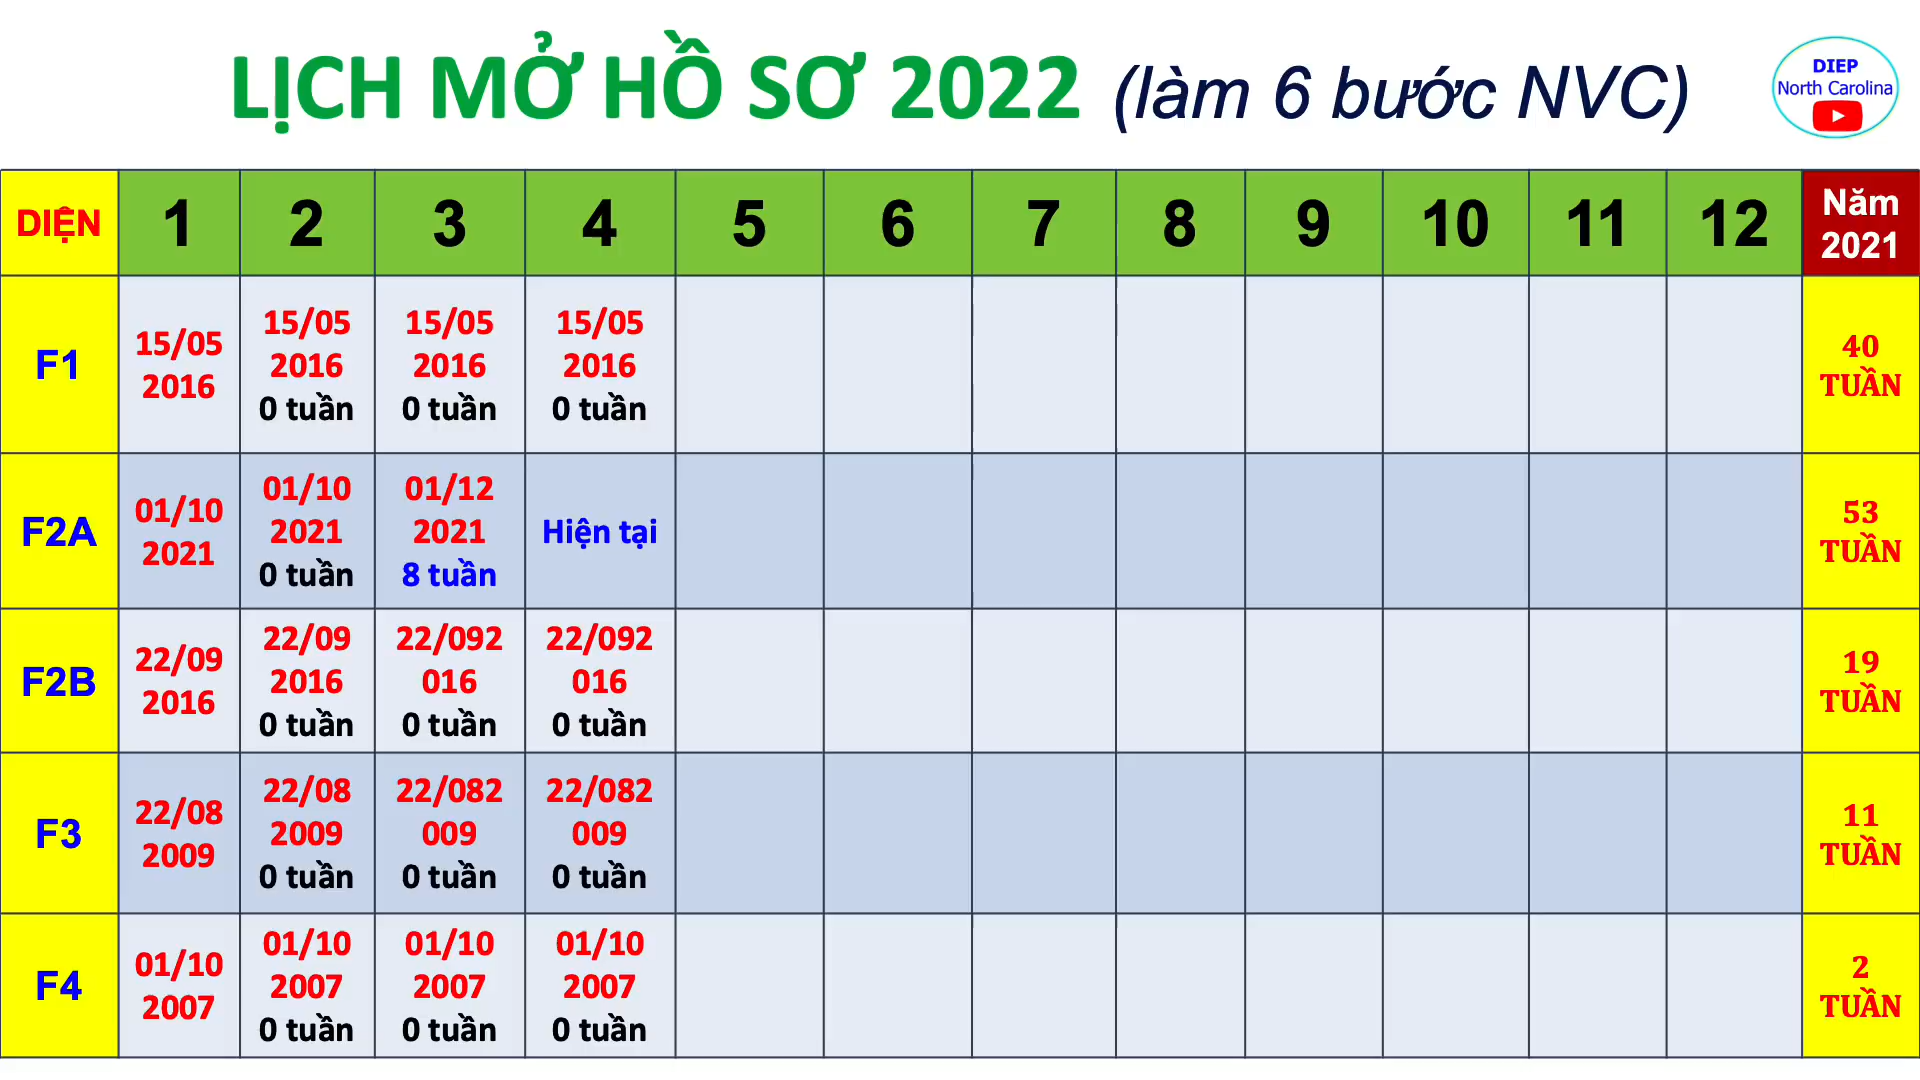 LỊCH MỞ HỒ SƠ 2022 (làm 6 bước NVC)
DIEP
North Carolina
DIỆN 1 2 3 4 5 6 7 8 9 10 11 12 Năm
2021
F1
15/05
2016
15/05
2016
0 tuần
15/05
2016
0 tuần
15/05
2016
0 tuần
40
TUẦN
F2A
01/10
2021
01/10
2021
0 tuần
01/12
2021
8 tuần
Hiện tại
53
TUẦN
F2B
22/09
2016
22/09
2016
0 tuần
22/092
016
0 tuần
22/092
016
0 tuần
19
TUẦN
F3
22/08
2009
22/08
2009
0 tuần
22/082
009
0 tuần
22/082
009
0 tuần
11
TUẦN
F4
01/10
2007
01/10
2007
0 tuần
01/10
2007
0 tuần
01/10
2007
0 tuần
2
TUẦN